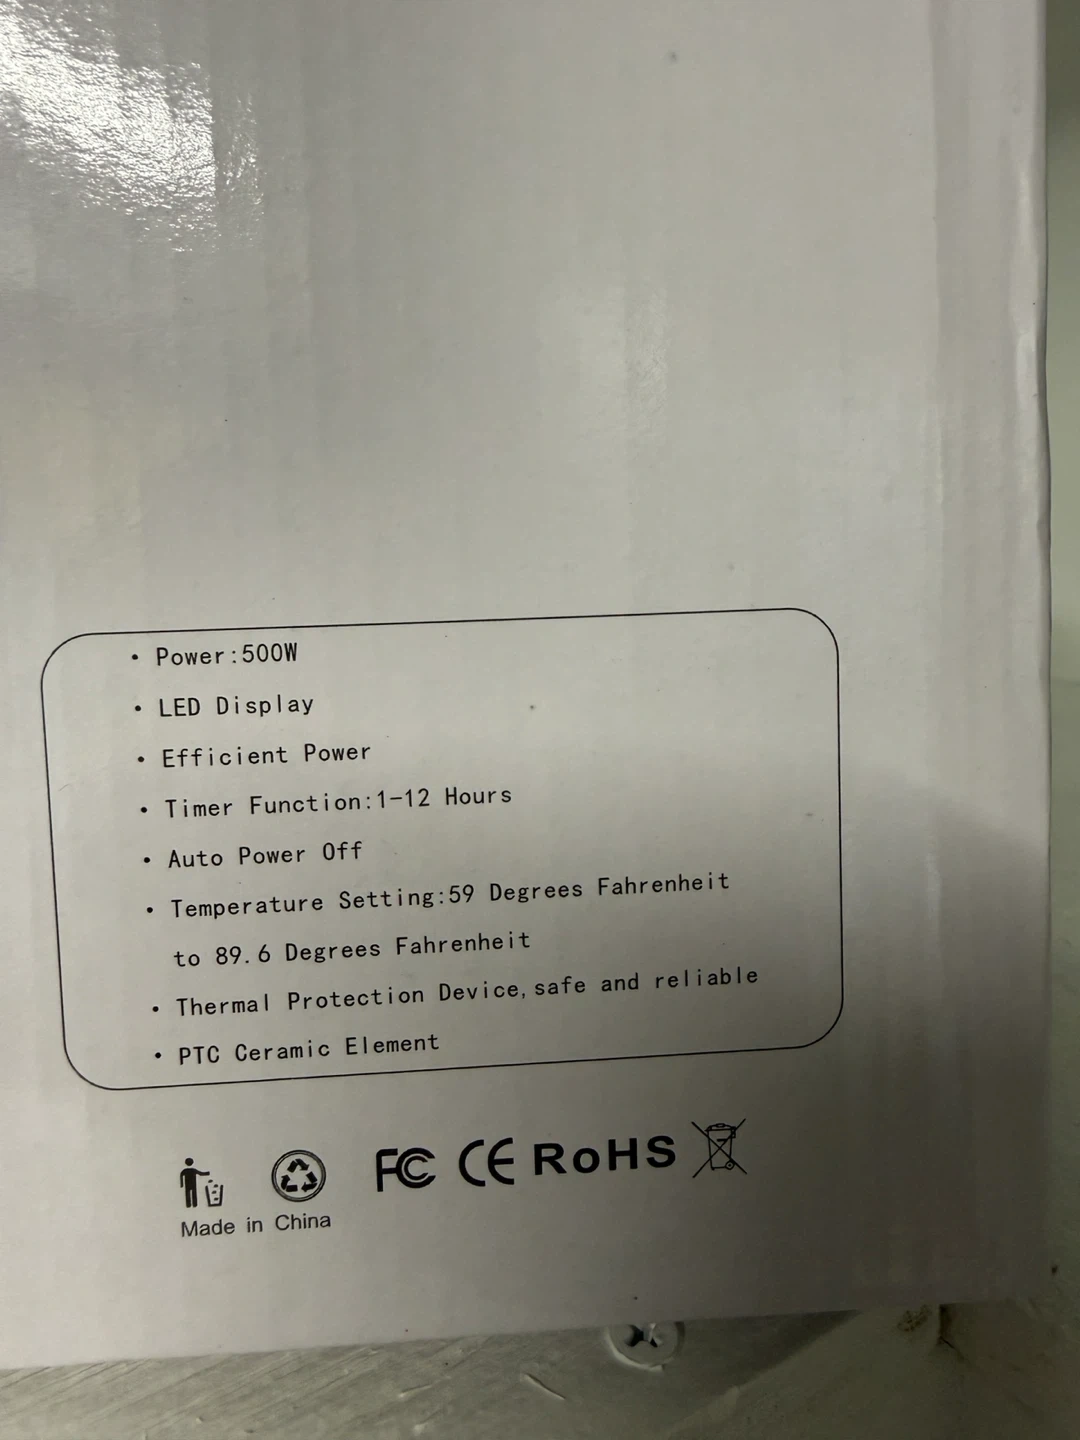 • Power:500W
• LED Display
• Efficient Power
• Timer Function:1-12 Hours
• Auto Power Off
• Temperature Setting:59 Degrees Fahrenheit
to 89.6 Degrees Fahrenheit
• Thermal Protection Device,safe and reliable
• PTC Ceramic Element
FC CE RoHS
Made in China